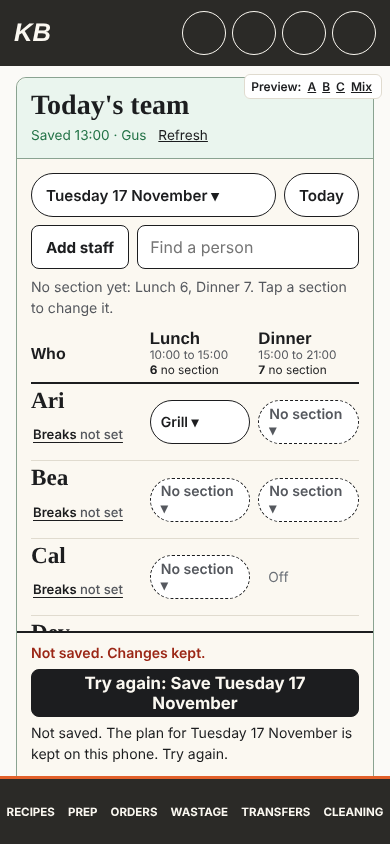 KB
Preview: A B C Mix
Today's team
Saved 13:00 · Gus Refresh
Tuesday 17 November ▾ Today
Add staff Find a person
No section yet: Lunch 6, Dinner 7. Tap a section
to change it.
Who Lunch Dinner
10:00 to 15:00 15:00 to 21:00
6 no section 7 no section
Ari
Breaks not set
Grill ▾
No section
▾
Bea
Breaks not set
No section
▾
No section
▾
Cal
Breaks not set
No section
▾
Off
Not saved. Changes kept.
Try again: Save Tuesday 17
November
Not saved. The plan for Tuesday 17 November is
kept on this phone. Try again.
RECIPES PREP ORDERS WASTAGE TRANSFERS CLEANING